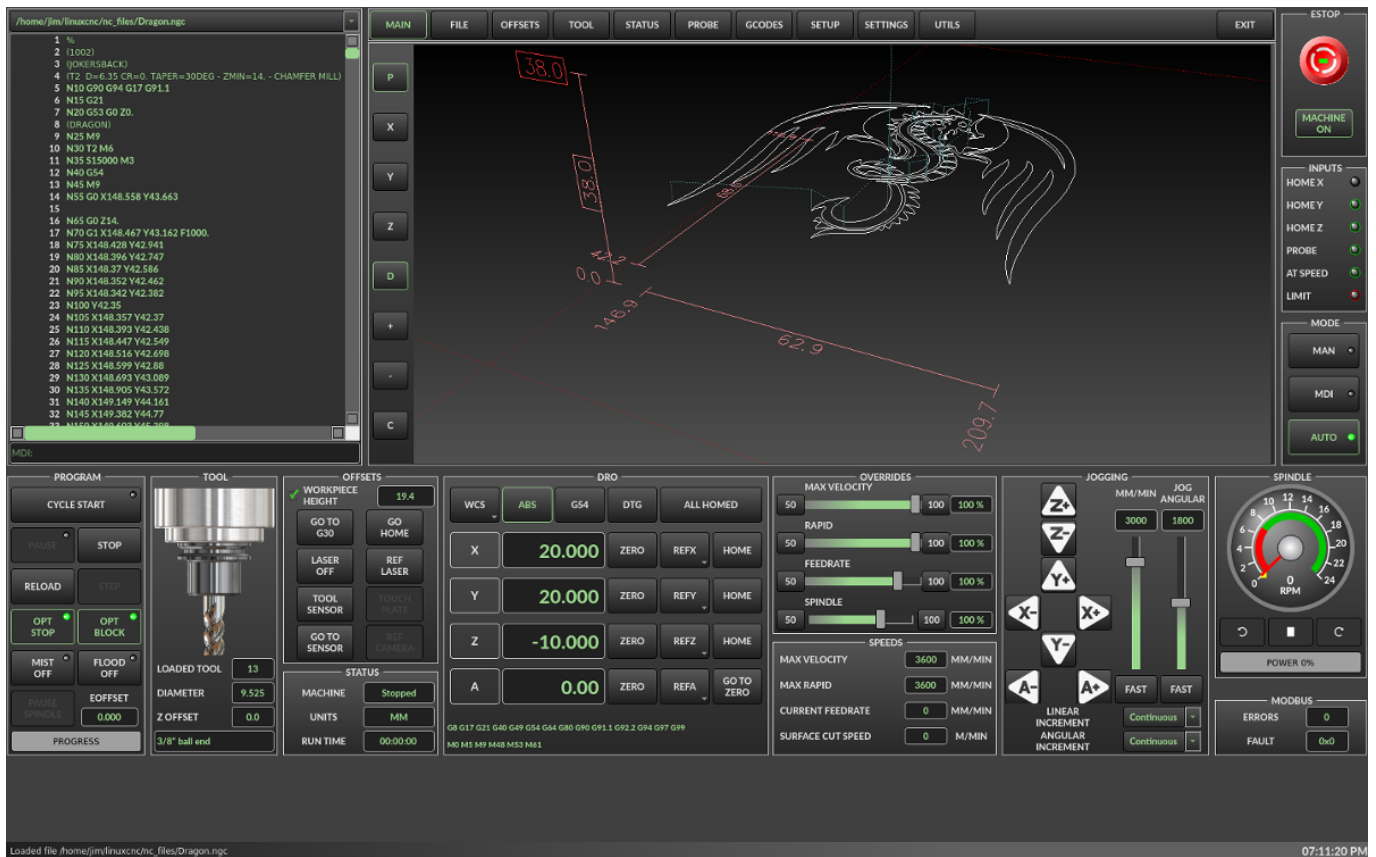 /home/jim/linuxcnc/nc_files/Dragon.ngc
1 %
2 (1002)
3 (JOKERSBACK)
4 (T2 D=6.35 CR=0. TAPER=30DEG - ZMIN=14. - CHAMFER MILL)
5 N10 G90 G94 G17 G91.1
6 N15 G21
7 N20 G53 G0 Z0.
8 (DRAGON)
9 N25 M9
10 N30 T2 M6
11 N35 S15000 M3
12 N40 G54
13 N45 M9
14 N55 G0 X148.558 Y43.663
15
16 N65 G0 Z14.
17 N70 G1 X148.467 Y43.162 F1000.
18 N75 X148.428 Y42.941
19 N80 X148.396 Y42.747
20 N85 X148.37 Y42.586
21 N90 X148.352 Y42.462
22 N95 X148.342 Y42.382
23 N100 Y42.35
24 N105 X148.357 Y42.37
25 N110 X148.393 Y42.438
26 N115 X148.447 Y42.549
27 N120 X148.516 Y42.698
28 N125 X148.599 Y42.88
29 N130 X148.693 Y43.089
30 N135 X148.905 Y43.572
31 N140 X149.149 Y44.161
32 N145 X149.382 Y44.77
MDI:
MAIN FILE OFFSETS TOOL STATUS PROBE GCODES SETUP SETTINGS UTILS EXIT
P
X
Y
Z
D
+
-
C
38.0
38.0
42.2
0.0
146.9
62.9
209.7
ESTOP
MACHINE
ON
INPUTS
HOME X
HOME Y
HOME Z
PROBE
AT SPEED
LIMIT
MODE
MAN
MDI
AUTO
PROGRAM
CYCLE START
PAUSE STOP
RELOAD STEP
OPT STOP OPT BLOCK
MIST OFF FLOOD OFF
PAUSE SPINDLE EOFFSET
0.000
PROGRESS
TOOL
LOADED TOOL 13
DIAMETER 9.525
Z OFFSET 0.0
3/8" ball end
OFFSETS
WORKPIECE HEIGHT 19.4
GO TO G30 GO HOME
LASER OFF REF LASER
TOOL SENSOR TOUCH PLATE
GO TO SENSOR REF CAMERA
STATUS
MACHINE Stopped
UNITS MM
RUN TIME 00:00:00
DRO
WCS ABS G54 DTG ALL HOMED
X 20.000 ZERO REFX HOME
Y 20.000 ZERO REFY HOME
Z -10.000 ZERO REFZ HOME
A 0.00 ZERO REFA GO TO ZERO
G8 G17 G21 G40 G49 G54 G64 G80 G90 G91.1 G92.2 G94 G97 G99
M0 M5 M9 M48 M53 M61
OVERRIDES
MAX VELOCITY
50 100 100 %
RAPID
50 100 100 %
FEEDRATE
50 100 100 %
SPINDLE
50 100 100 %
SPEEDS
MAX VELOCITY 3600 MM/MIN
MAX RAPID 3600 MM/MIN
CURRENT FEEDRATE 0 MM/MIN
SURFACE CUT SPEED 0 M/MIN
JOGGING
MM/MIN JOG ANGULAR
3000 1800
Z+
Z-
Y+
X- X+
Y-
A- A+ FAST FAST
LINEAR INCREMENT Continuous
ANGULAR INCREMENT Continuous
SPINDLE
0 2 4 6 8 10 12 14 16 18 20 22 24
0
RPM
POWER 0%
MODBUS
ERRORS 0
FAULT 0x0
Loaded file /home/jim/linuxcnc/nc_files/Dragon.ngc
07:11:20 PM